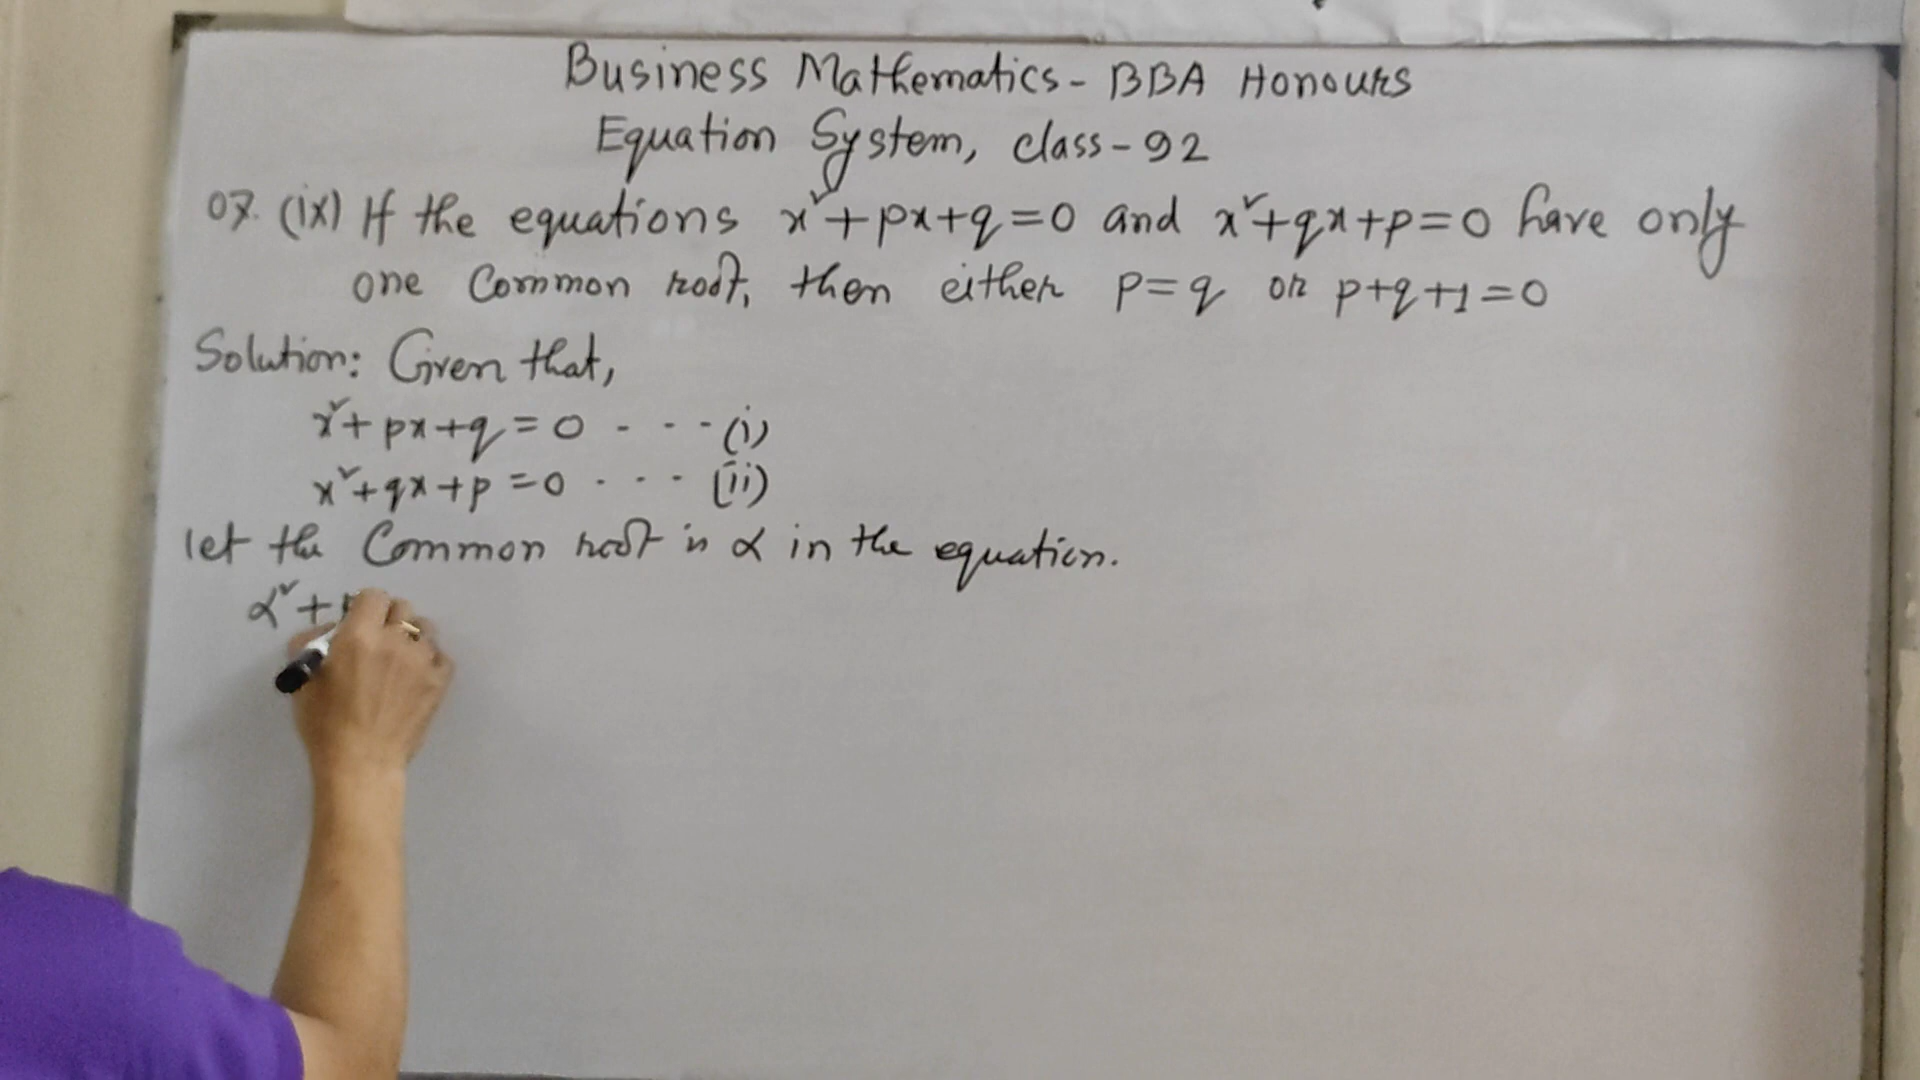 Business Mathematics - BBA Honours
Equation System, class - 92
07. (ix) If the equations x²+px+q=0 and x²+qx+p=0 have only
one common root, then either p=q or p+q+1=0
Solution: Given that,
x²+px+q=0 - - - - (i)
x²+qx+p=0 - - - - (ii)
let the Common root is α in the equation.
α²+